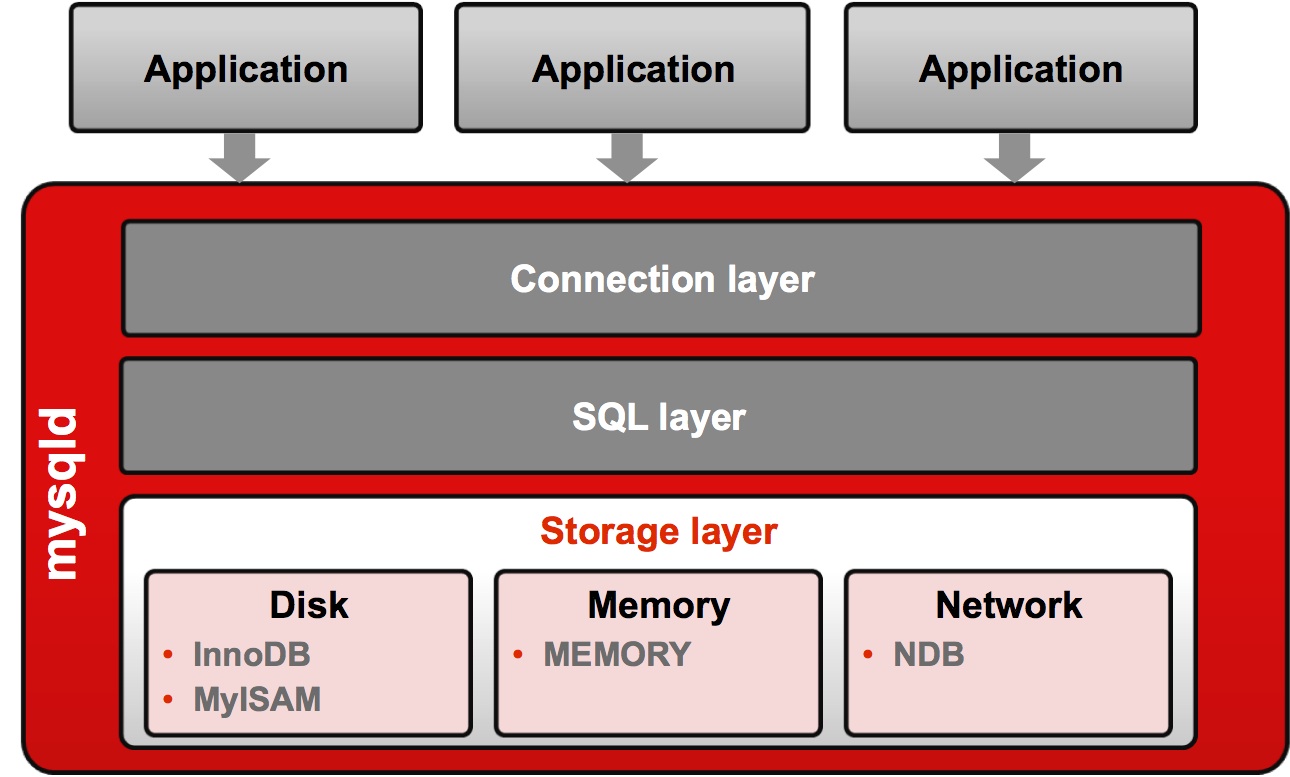 Application
Application
Application
mysqld
Connection layer
SQL layer
Storage layer
Disk
• InnoDB
• MyISAM
Memory
• MEMORY
Network
• NDB